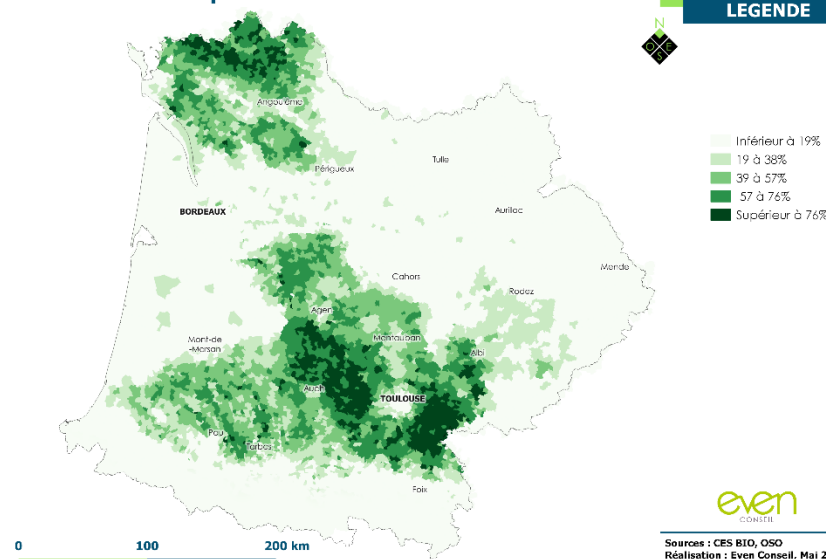 LEGENDE
N
O E
S
Inférieur à 19%
19 à 38%
39 à 57%
57 à 76%
Supérieur à 76%
Angoulême
Périgueux
Tulle
BORDEAUX
Aurillac
Mende
Cahors
Rodez
Agen
Mont-de
-Marsan
Montauban
Albi
Auch
TOULOUSE
Pau
Tarbes
Foix
0 100 200 km
even
CONSEIL
Sources : CES BIO, OSO
Réalisation : Even Conseil, Mai 2